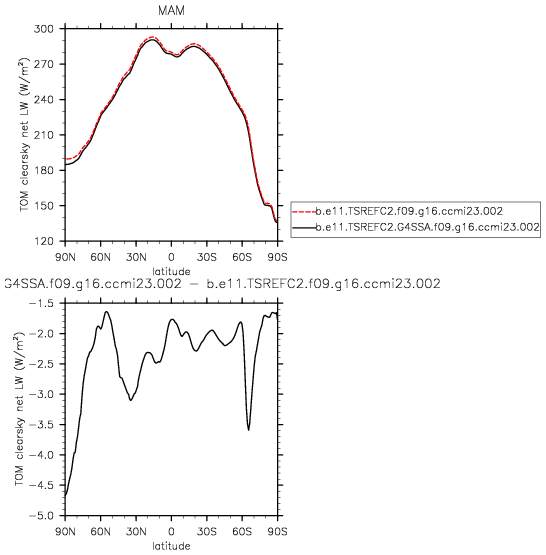 MAM
300
270
240
210
180
150
120
TOM clearsky net LW (W/m²)
90N 60N 30N 0 30S 60S 90S
latitude
b.e11.TSREFC2.f09.g16.ccmi23.002
b.e11.TSREFC2.G4SSA.f09.g16.ccmi23.002
G4SSA.f09.g16.ccmi23.002 − b.e11.TSREFC2.f09.g16.ccmi23.002
−1.5
−2.0
−2.5
−3.0
−3.5
−4.0
−4.5
−5.0
TOM clearsky net LW (W/m²)
90N 60N 30N 0 30S 60S 90S
latitude